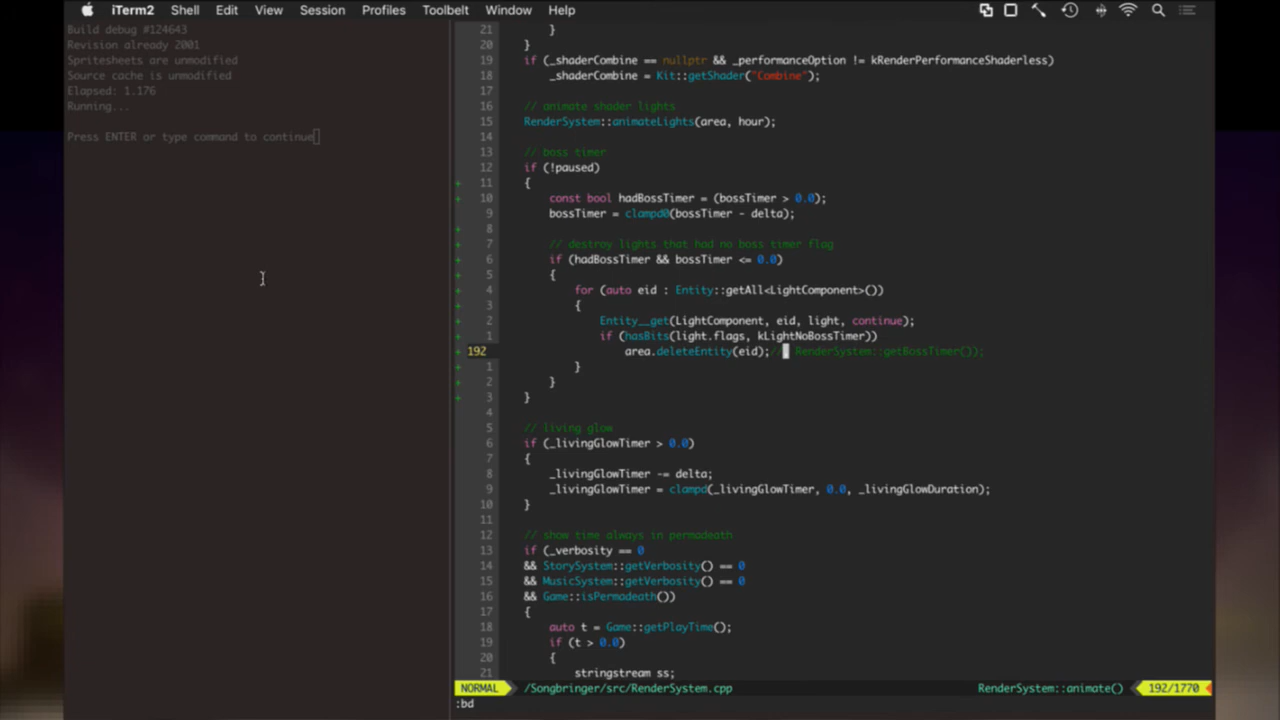 iTerm2 Shell Edit View Session Profiles Toolbelt Window Help
Build debug #124643
Revision already 2001
Spritesheets are unmodified
Source cache is unmodified
Elapsed: 1.176
Running...
Press ENTER or type command to continue
21 }
20 }
19 if (_shaderCombine == nullptr && _performanceOption != kRenderPerformanceShaderless)
18 _shaderCombine = Kit::getShader("Combine");
17
16 // animate shader lights
15 RenderSystem::animateLights(area, hour);
14
13 // boss timer
12 if (!paused)
+ 11 {
+ 10 const bool hadBossTimer = (bossTimer > 0.0);
9 bossTimer = clampd0(bossTimer - delta);
+ 8
+ 7 // destroy lights that had no boss timer flag
+ 6 if (hadBossTimer && bossTimer <= 0.0)
+ 5 {
+ 4 for (auto eid : Entity::getAll<LightComponent>())
+ 3 {
+ 2 Entity__get(LightComponent, eid, light, continue);
+ 1 if (hasBits(light.flags, kLightNoBossTimer))
+ 192 area.deleteEntity(eid);// RenderSystem::getBossTimer());
+ 1 }
+ 2 }
+ 3 }
4
5 // living glow
6 if (_livingGlowTimer > 0.0)
7 {
8 _livingGlowTimer -= delta;
9 _livingGlowTimer = clampd(_livingGlowTimer, 0.0, _livingGlowDuration);
10 }
11
12 // show time always in permadeath
13 if (_verbosity == 0
14 && StorySystem::getVerbosity() == 0
15 && MusicSystem::getVerbosity() == 0
16 && Game::isPermadeath())
17 {
18 auto t = Game::getPlayTime();
19 if (t > 0.0)
20 {
21 stringstream ss;
NORMAL /Songbringer/src/RenderSystem.cpp RenderSystem::animate() 192/1770
:bd